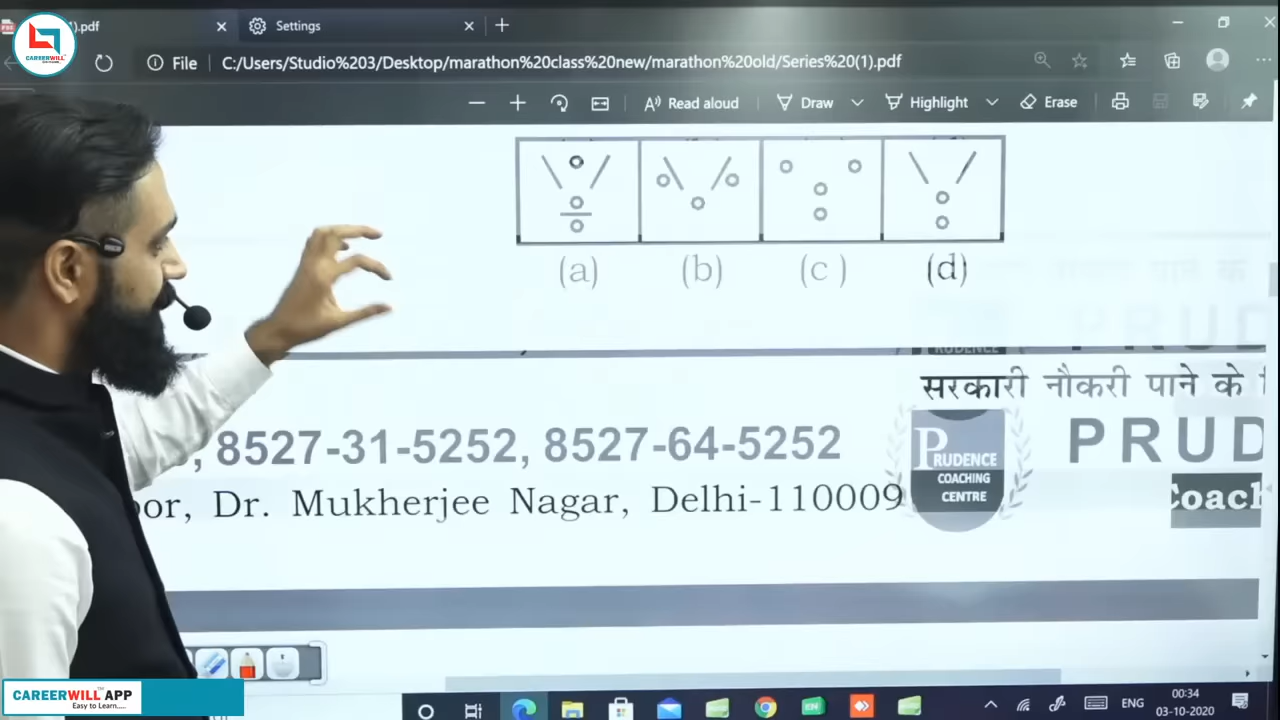 1).pdf
Settings
CAREERWILL
File
C:/Users/Studio%203/Desktop/marathon%20class%20new/marathon%20old/Series%20(1).pdf
Read aloud
Draw
Highlight
Erase
(a) (b) (c) (d)
RUDENCE
PRUD
सरकारी नौकरी पाने के
, 8527-31-5252, 8527-64-5252
PRUDENCE
COACHING
CENTRE
PRUD
Coach
oor, Dr. Mukherjee Nagar, Delhi-110009
CAREERWILL APP
Easy to Learn.....
ENG
00:34
03-10-2020